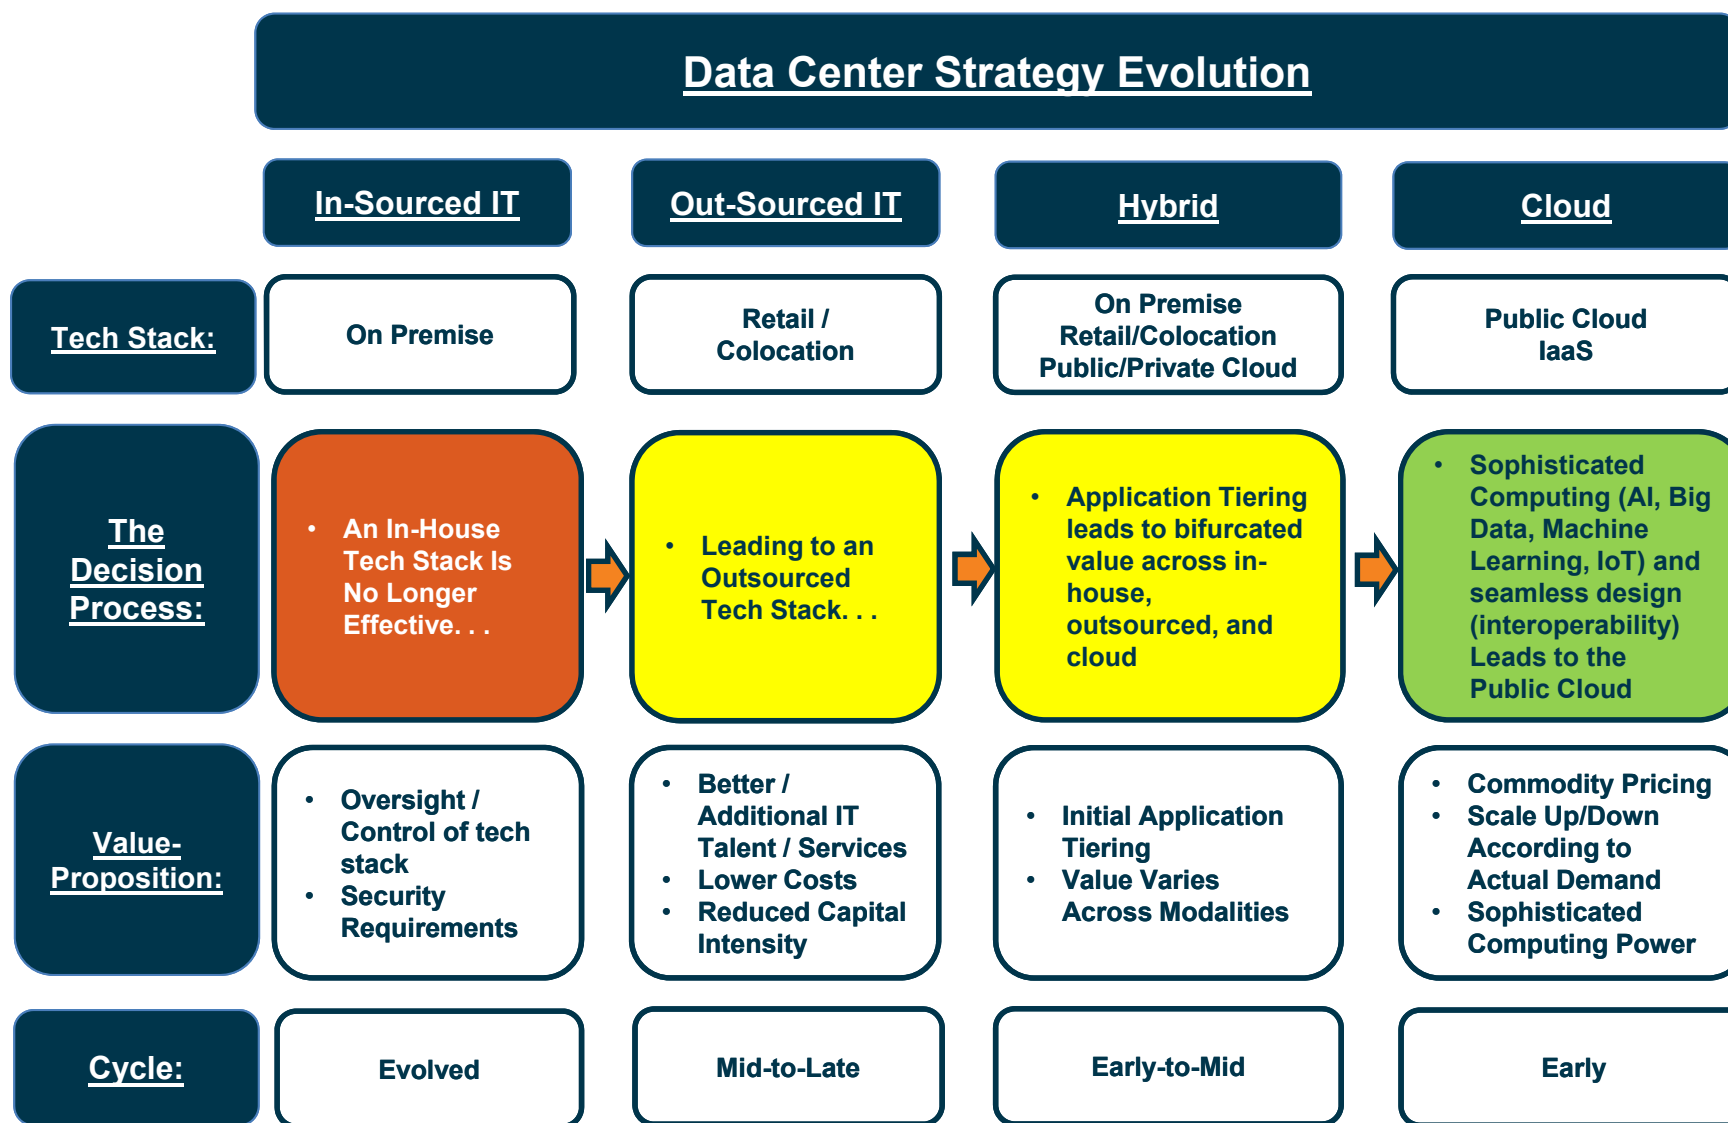 Data Center Strategy Evolution
In-Sourced IT
Out-Sourced IT
Hybrid
Cloud
Tech Stack:
On Premise
Retail /
Colocation
On Premise
Retail/Colocation
Public/Private Cloud
Public Cloud
IaaS
The
Decision
Process:
• An In-House
Tech Stack Is
No Longer
Effective. . .
• Leading to an
Outsourced
Tech Stack. . .
• Application Tiering
leads to bifurcated
value across in-
house,
outsourced, and
cloud
• Sophisticated
Computing (AI, Big
Data, Machine
Learning, IoT) and
seamless design
(interoperability)
Leads to the
Public Cloud
Value-
Proposition:
• Oversight /
Control of tech
stack
• Security
Requirements
• Better /
Additional IT
Talent / Services
• Lower Costs
• Reduced Capital
Intensity
• Initial Application
Tiering
• Value Varies
Across Modalities
• Commodity Pricing
• Scale Up/Down
According to
Actual Demand
• Sophisticated
Computing Power
Cycle:
Evolved
Mid-to-Late
Early-to-Mid
Early